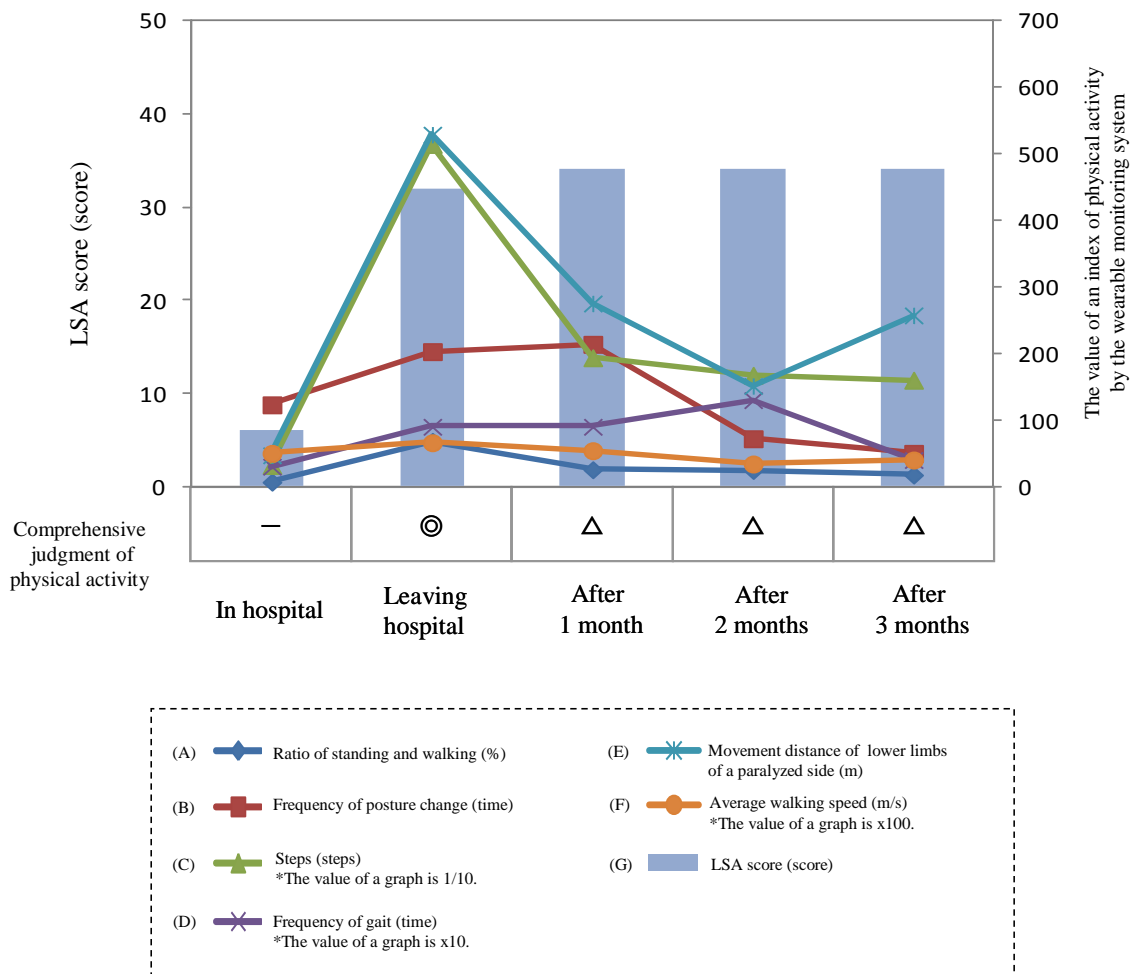 50
40
30
20
10
0
LSA score (score)
700
600
500
400
300
200
100
0
The value of an index of physical activity
by the wearable monitoring system
Comprehensive
judgment of
physical activity
— ◎ △ △ △
In hospital
Leaving
hospital
After
1 month
After
2 months
After
3 months
(A) Ratio of standing and walking (%)
(B) Frequency of posture change (time)
(C) Steps (steps)
*The value of a graph is 1/10.
(D) Frequency of gait (time)
*The value of a graph is x10.
(E) Movement distance of lower limbs
of a paralyzed side (m)
(F) Average walking speed (m/s)
*The value of a graph is x100.
(G) LSA score (score)